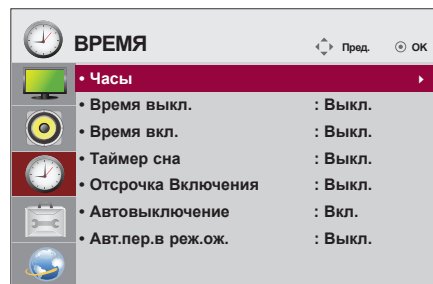 ВРЕМЯ Пред. ОК
• Часы
• Время выкл. : Выкл.
• Время вкл. : Выкл.
• Таймер сна : Выкл.
• Отсрочка Включения : Выкл.
• Автовыключение : Вкл.
• Авт.пер.в реж.ож. : Выкл.